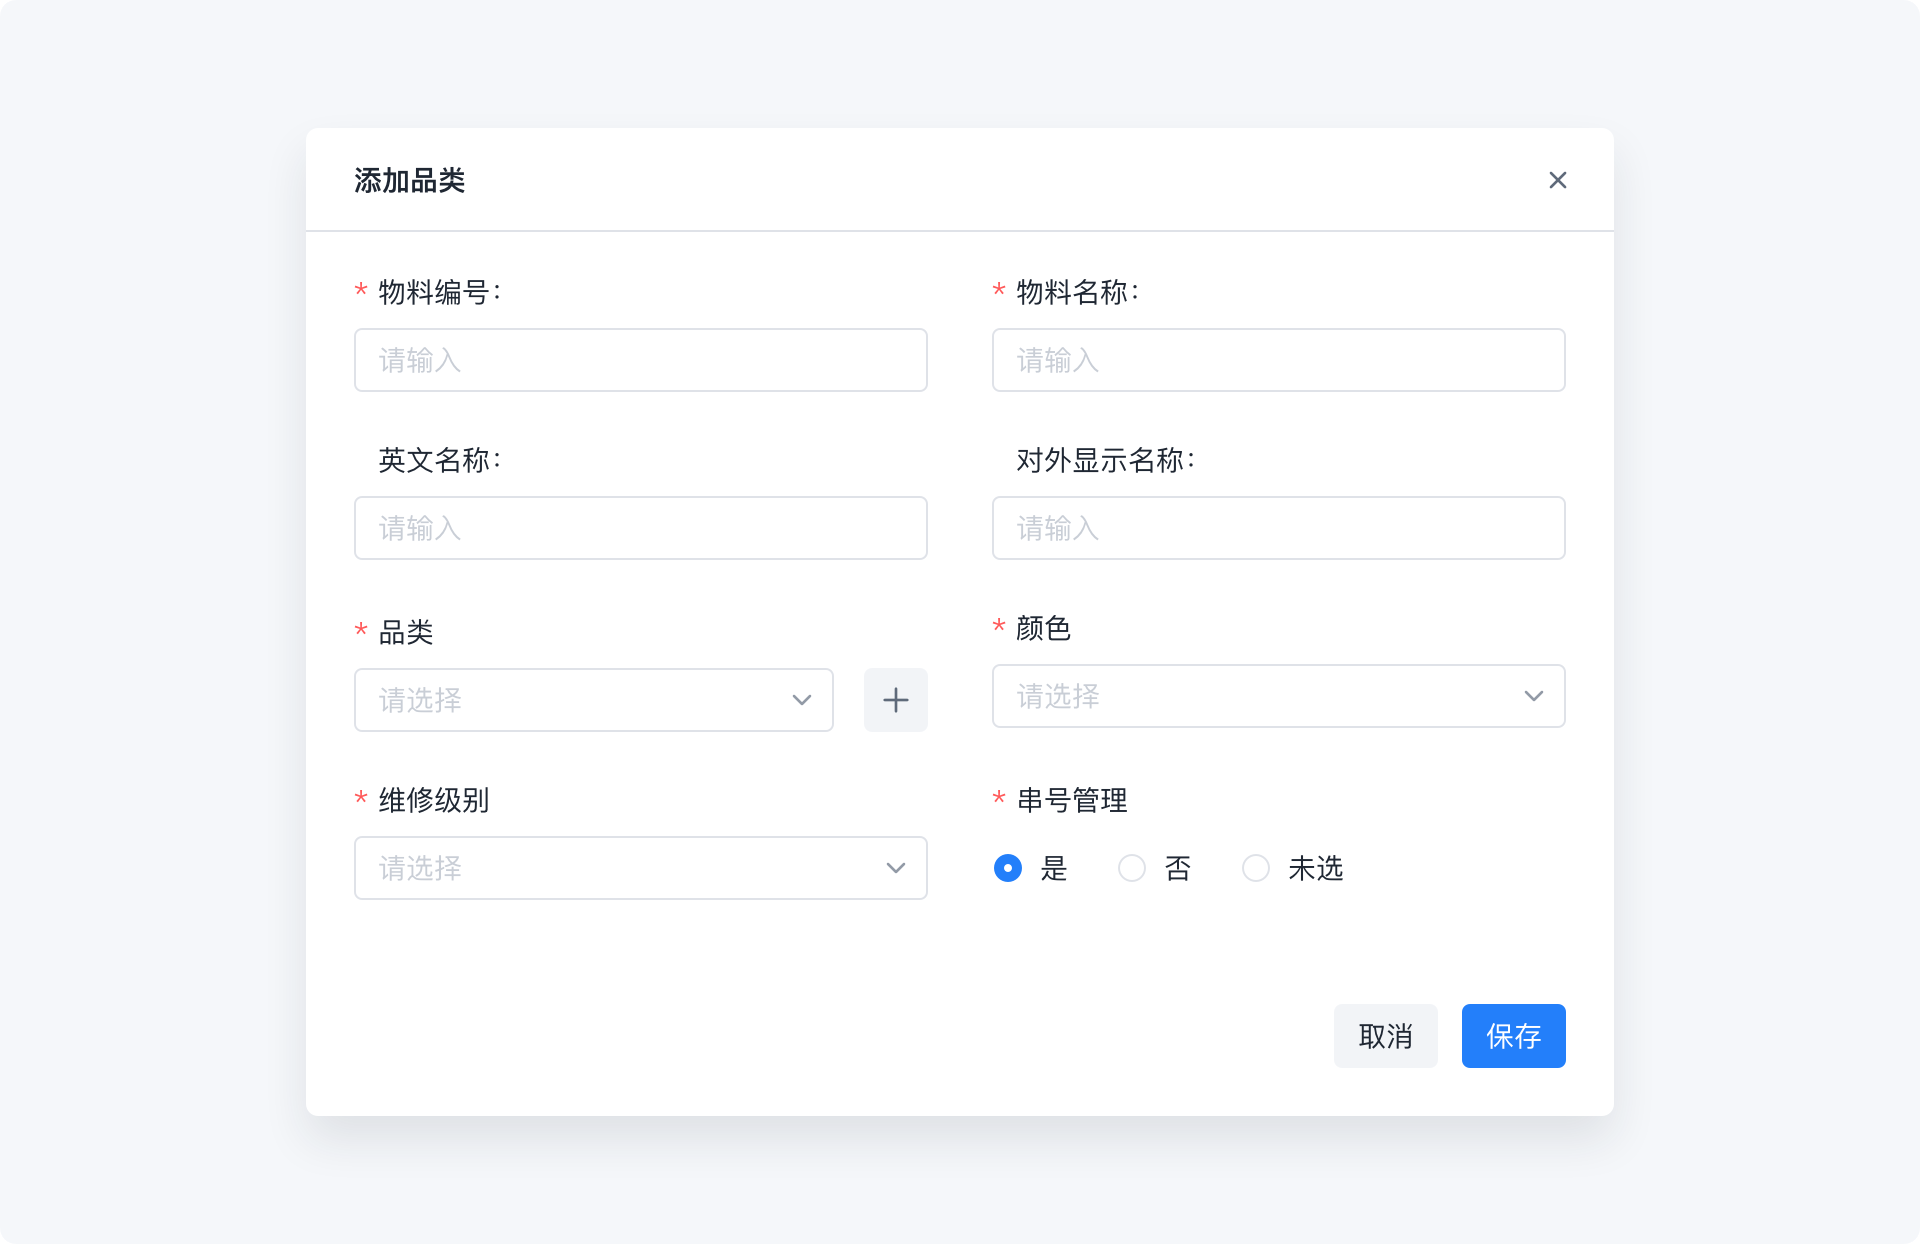 添加品类
* 物料编号：
* 物料名称：
请输入
请输入
英文名称：
对外显示名称：
请输入
请输入
* 品类
* 颜色
请选择
请选择
* 维修级别
* 串号管理
请选择
是 否 未选
取消 保存